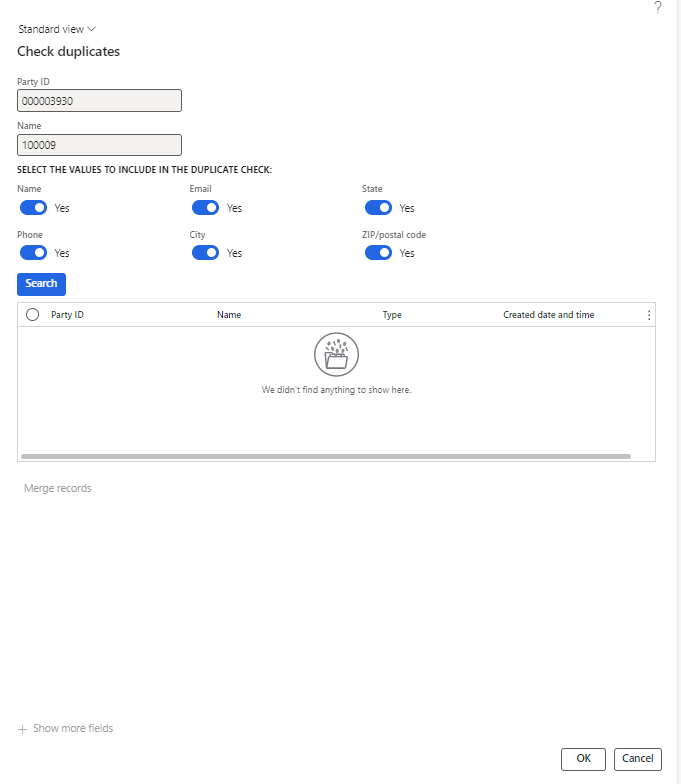 ?
Standard view
Check duplicates
Party ID
000003930
Name
100009
SELECT THE VALUES TO INCLUDE IN THE DUPLICATE CHECK:
Name Email State
Yes Yes Yes
Phone City ZIP/postal code
Yes Yes Yes
Search
Party ID Name Type Created date and time
We didn't find anything to show here.
Merge records
Show more fields
OK Cancel